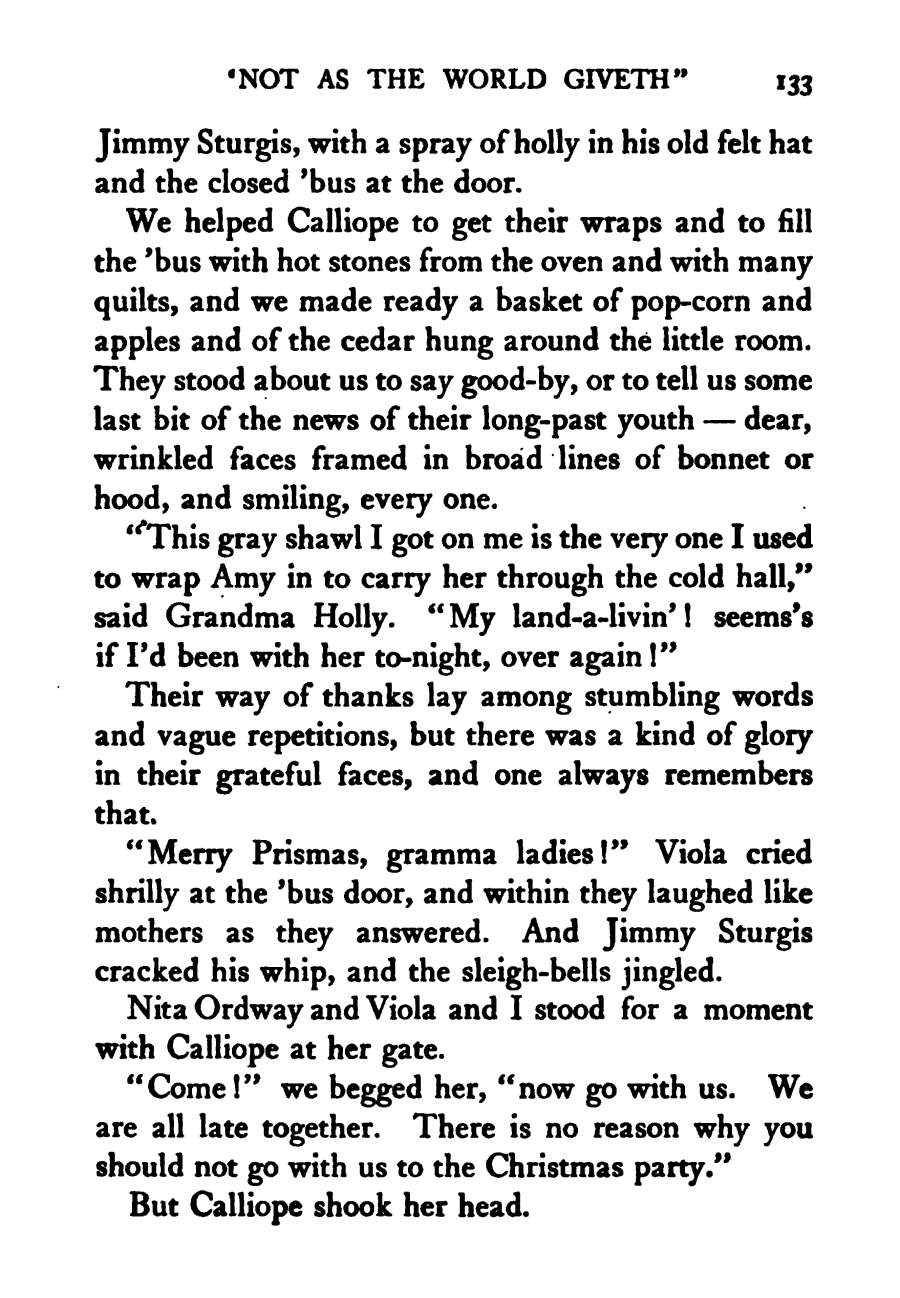 ‘NOT AS THE WORLD GIVETH” 133
Jimmy Sturgis, with a spray of holly in his old felt hat
and the closed ’bus at the door.
We helped Calliope to get their wraps and to fill
the ’bus with hot stones from the oven and with many
quilts, and we made ready a basket of pop-corn and
apples and of the cedar hung around the little room.
They stood about us to say good-by, or to tell us some
last bit of the news of their long-past youth — dear,
wrinkled faces framed in broad lines of bonnet or
hood, and smiling, every one.
“This gray shawl I got on me is the very one I used
to wrap Amy in to carry her through the cold hall,”
said Grandma Holly. “My land-a-livin’! seems’s
if I’d been with her to-night, over again!”
Their way of thanks lay among stumbling words
and vague repetitions, but there was a kind of glory
in their grateful faces, and one always remembers
that.
“Merry Prismas, gramma ladies!” Viola cried
shrilly at the ’bus door, and within they laughed like
mothers as they answered. And Jimmy Sturgis
cracked his whip, and the sleigh-bells jingled.
Nita Ordway and Viola and I stood for a moment
with Calliope at her gate.
“Come!” we begged her, “now go with us. We
are all late together. There is no reason why you
should not go with us to the Christmas party.”
But Calliope shook her head.